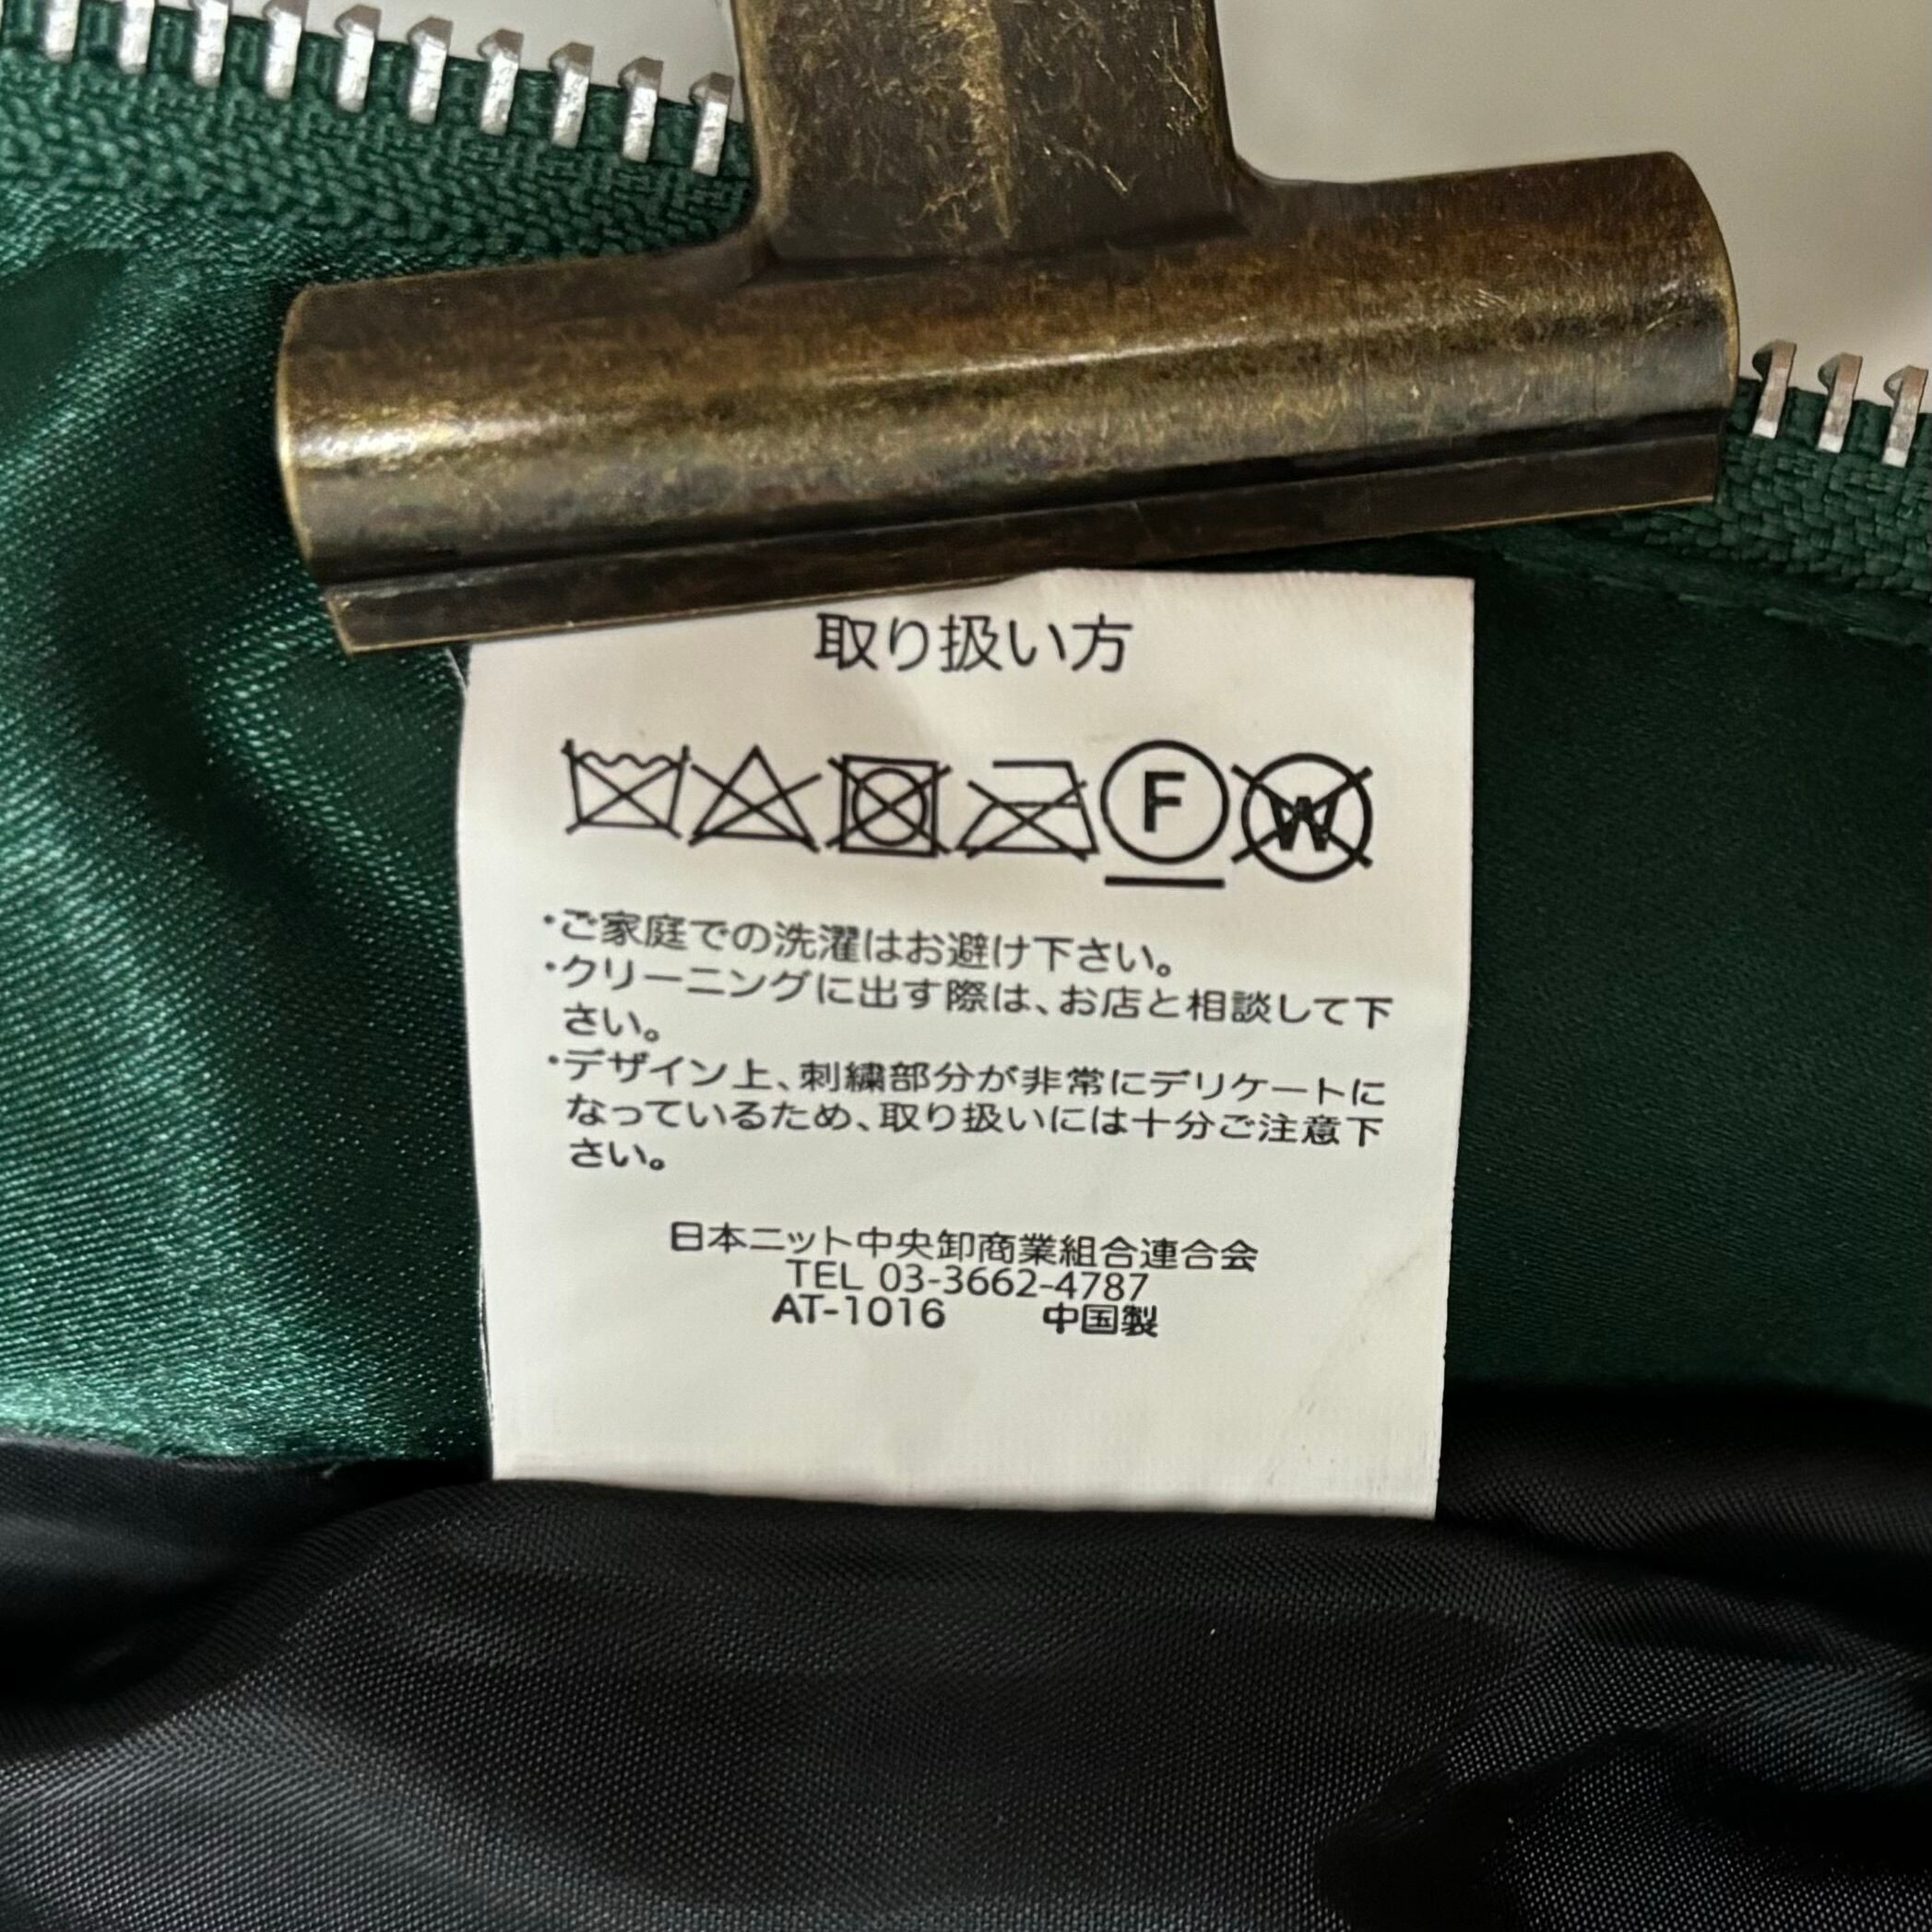 取り扱い方
F W
・ご家庭での洗濯はお避け下さい。
・クリーニングに出す際は、お店と相談して下
さい。
・デザイン上、刺繍部分が非常にデリケートに
なっているため、取り扱いには十分ご注意下
さい。
日本ニット中央卸商業組合連合会
TEL 03-3662-4787
AT-1016 中国製